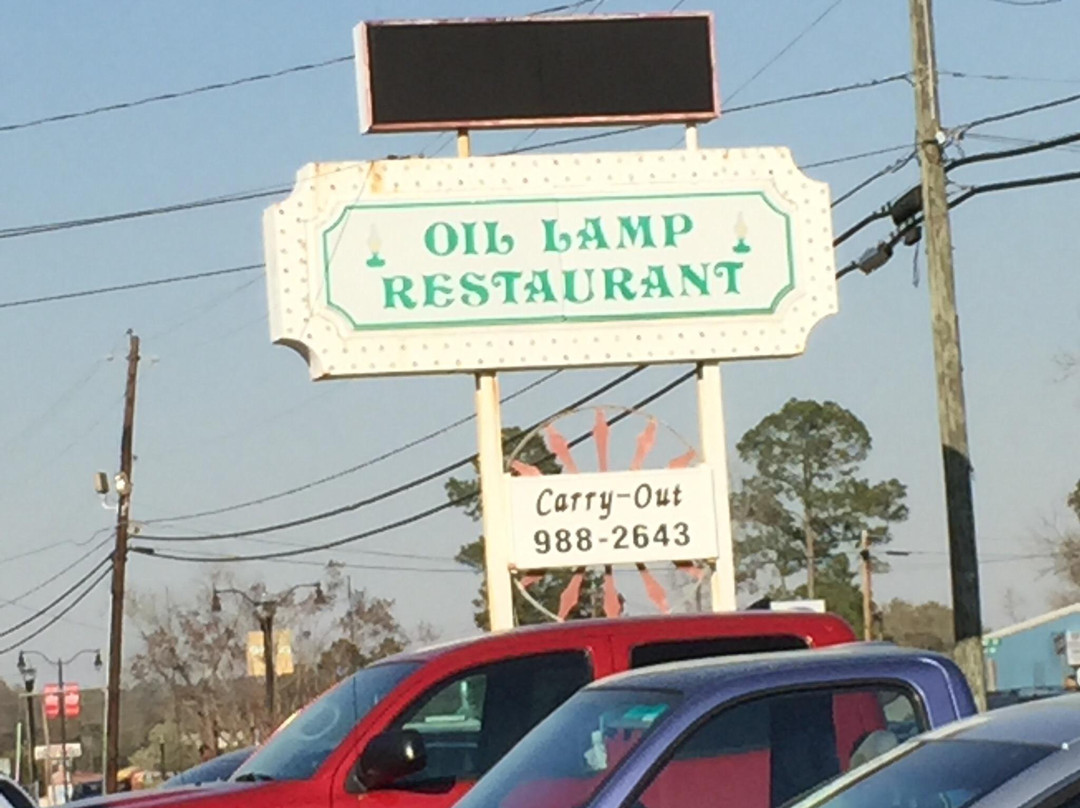 OIL LAMP
RESTAURANT
Carry-Out
988-2643